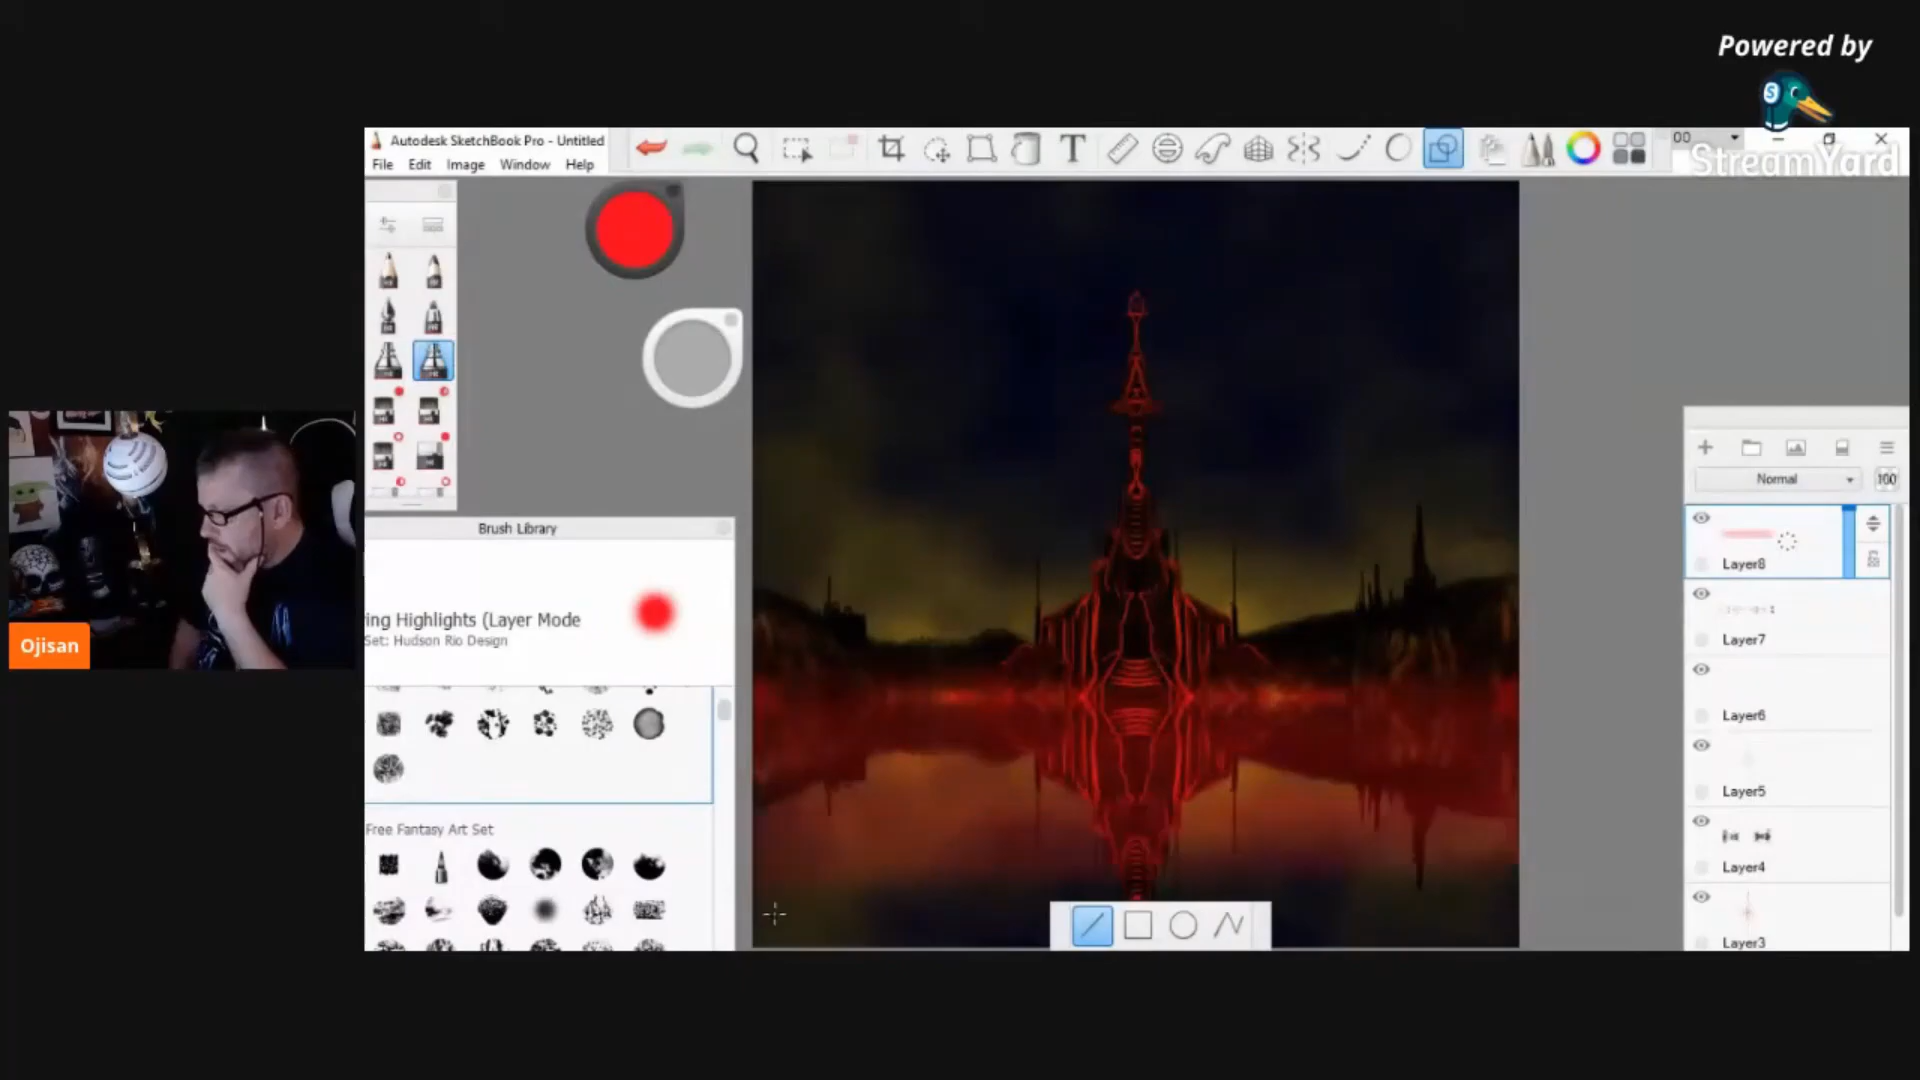 Powered by
StreamYard
Autodesk SketchBook Pro - Untitled
File Edit Image Window Help
T
00
Brush Library
ing Highlights (Layer Mode
Set: Hudson Rio Design
Free Fantasy Art Set
Normal
100
Layer8
Layer7
Layer6
Layer5
Layer4
Layer3
Ojisan